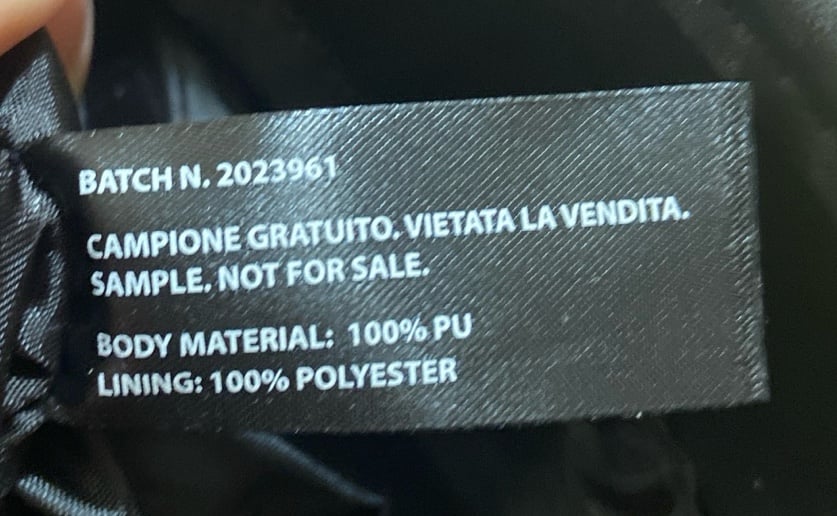 BATCH N. 2023961
CAMPIONE GRATUITO. VIETATA LA VENDITA.
SAMPLE. NOT FOR SALE.
BODY MATERIAL: 100% PU
LINING: 100% POLYESTER